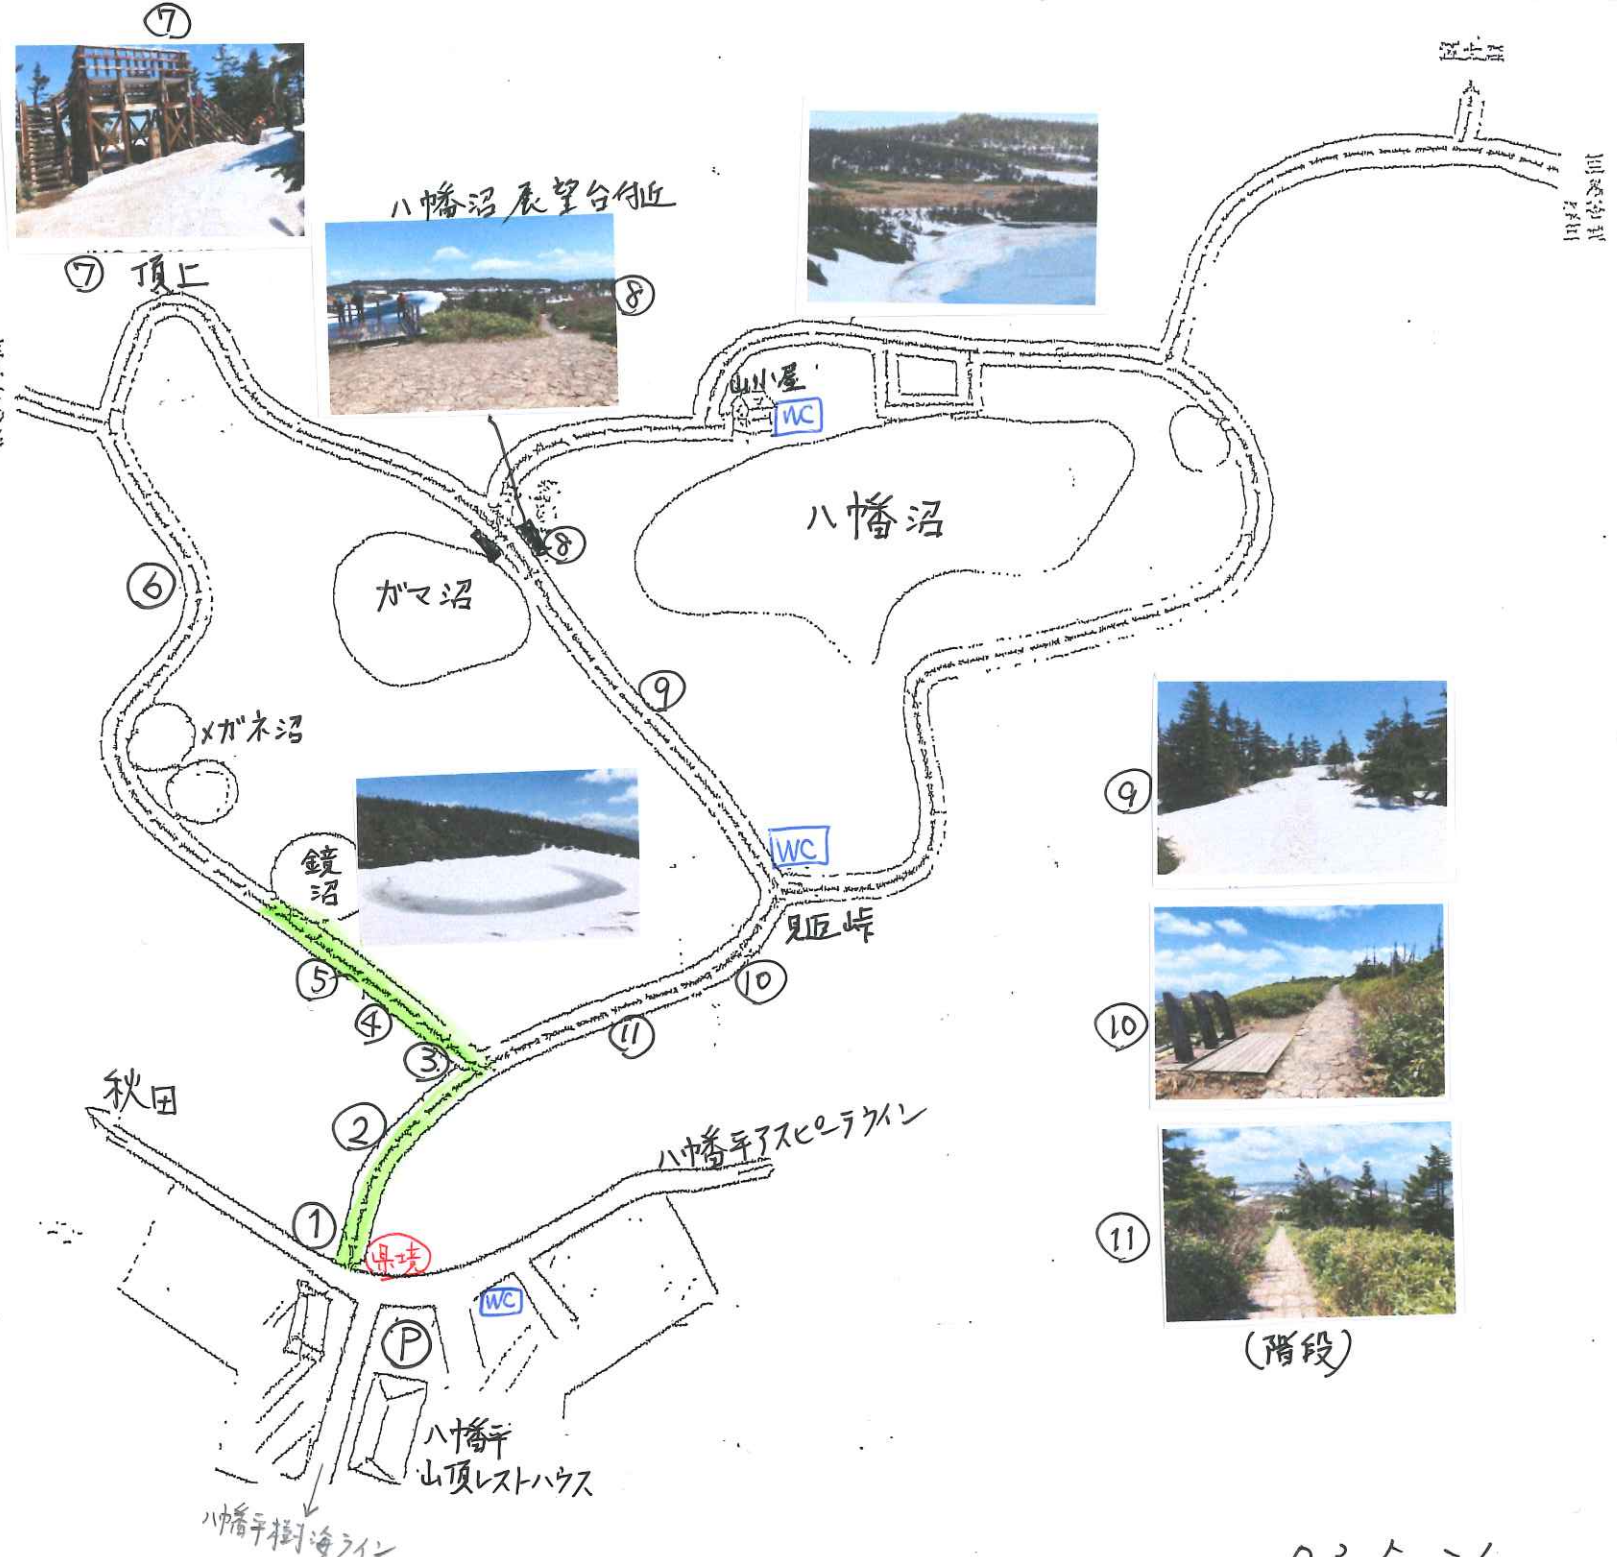 ⑦
八幡沼展望台付近
⑦ 頂上
⑧
山小屋
WC
八幡沼
⑧
ガマ沼
⑥
⑨
メガネ沼
⑨
WC
鏡沼
見返峠
⑤
⑩
④
⑪
⑩
③
秋田
②
八幡平アスピーテライン
①
県境
⑪
WC
P
(階段)
八幡平
山頂レストハウス
八幡平樹海ライン